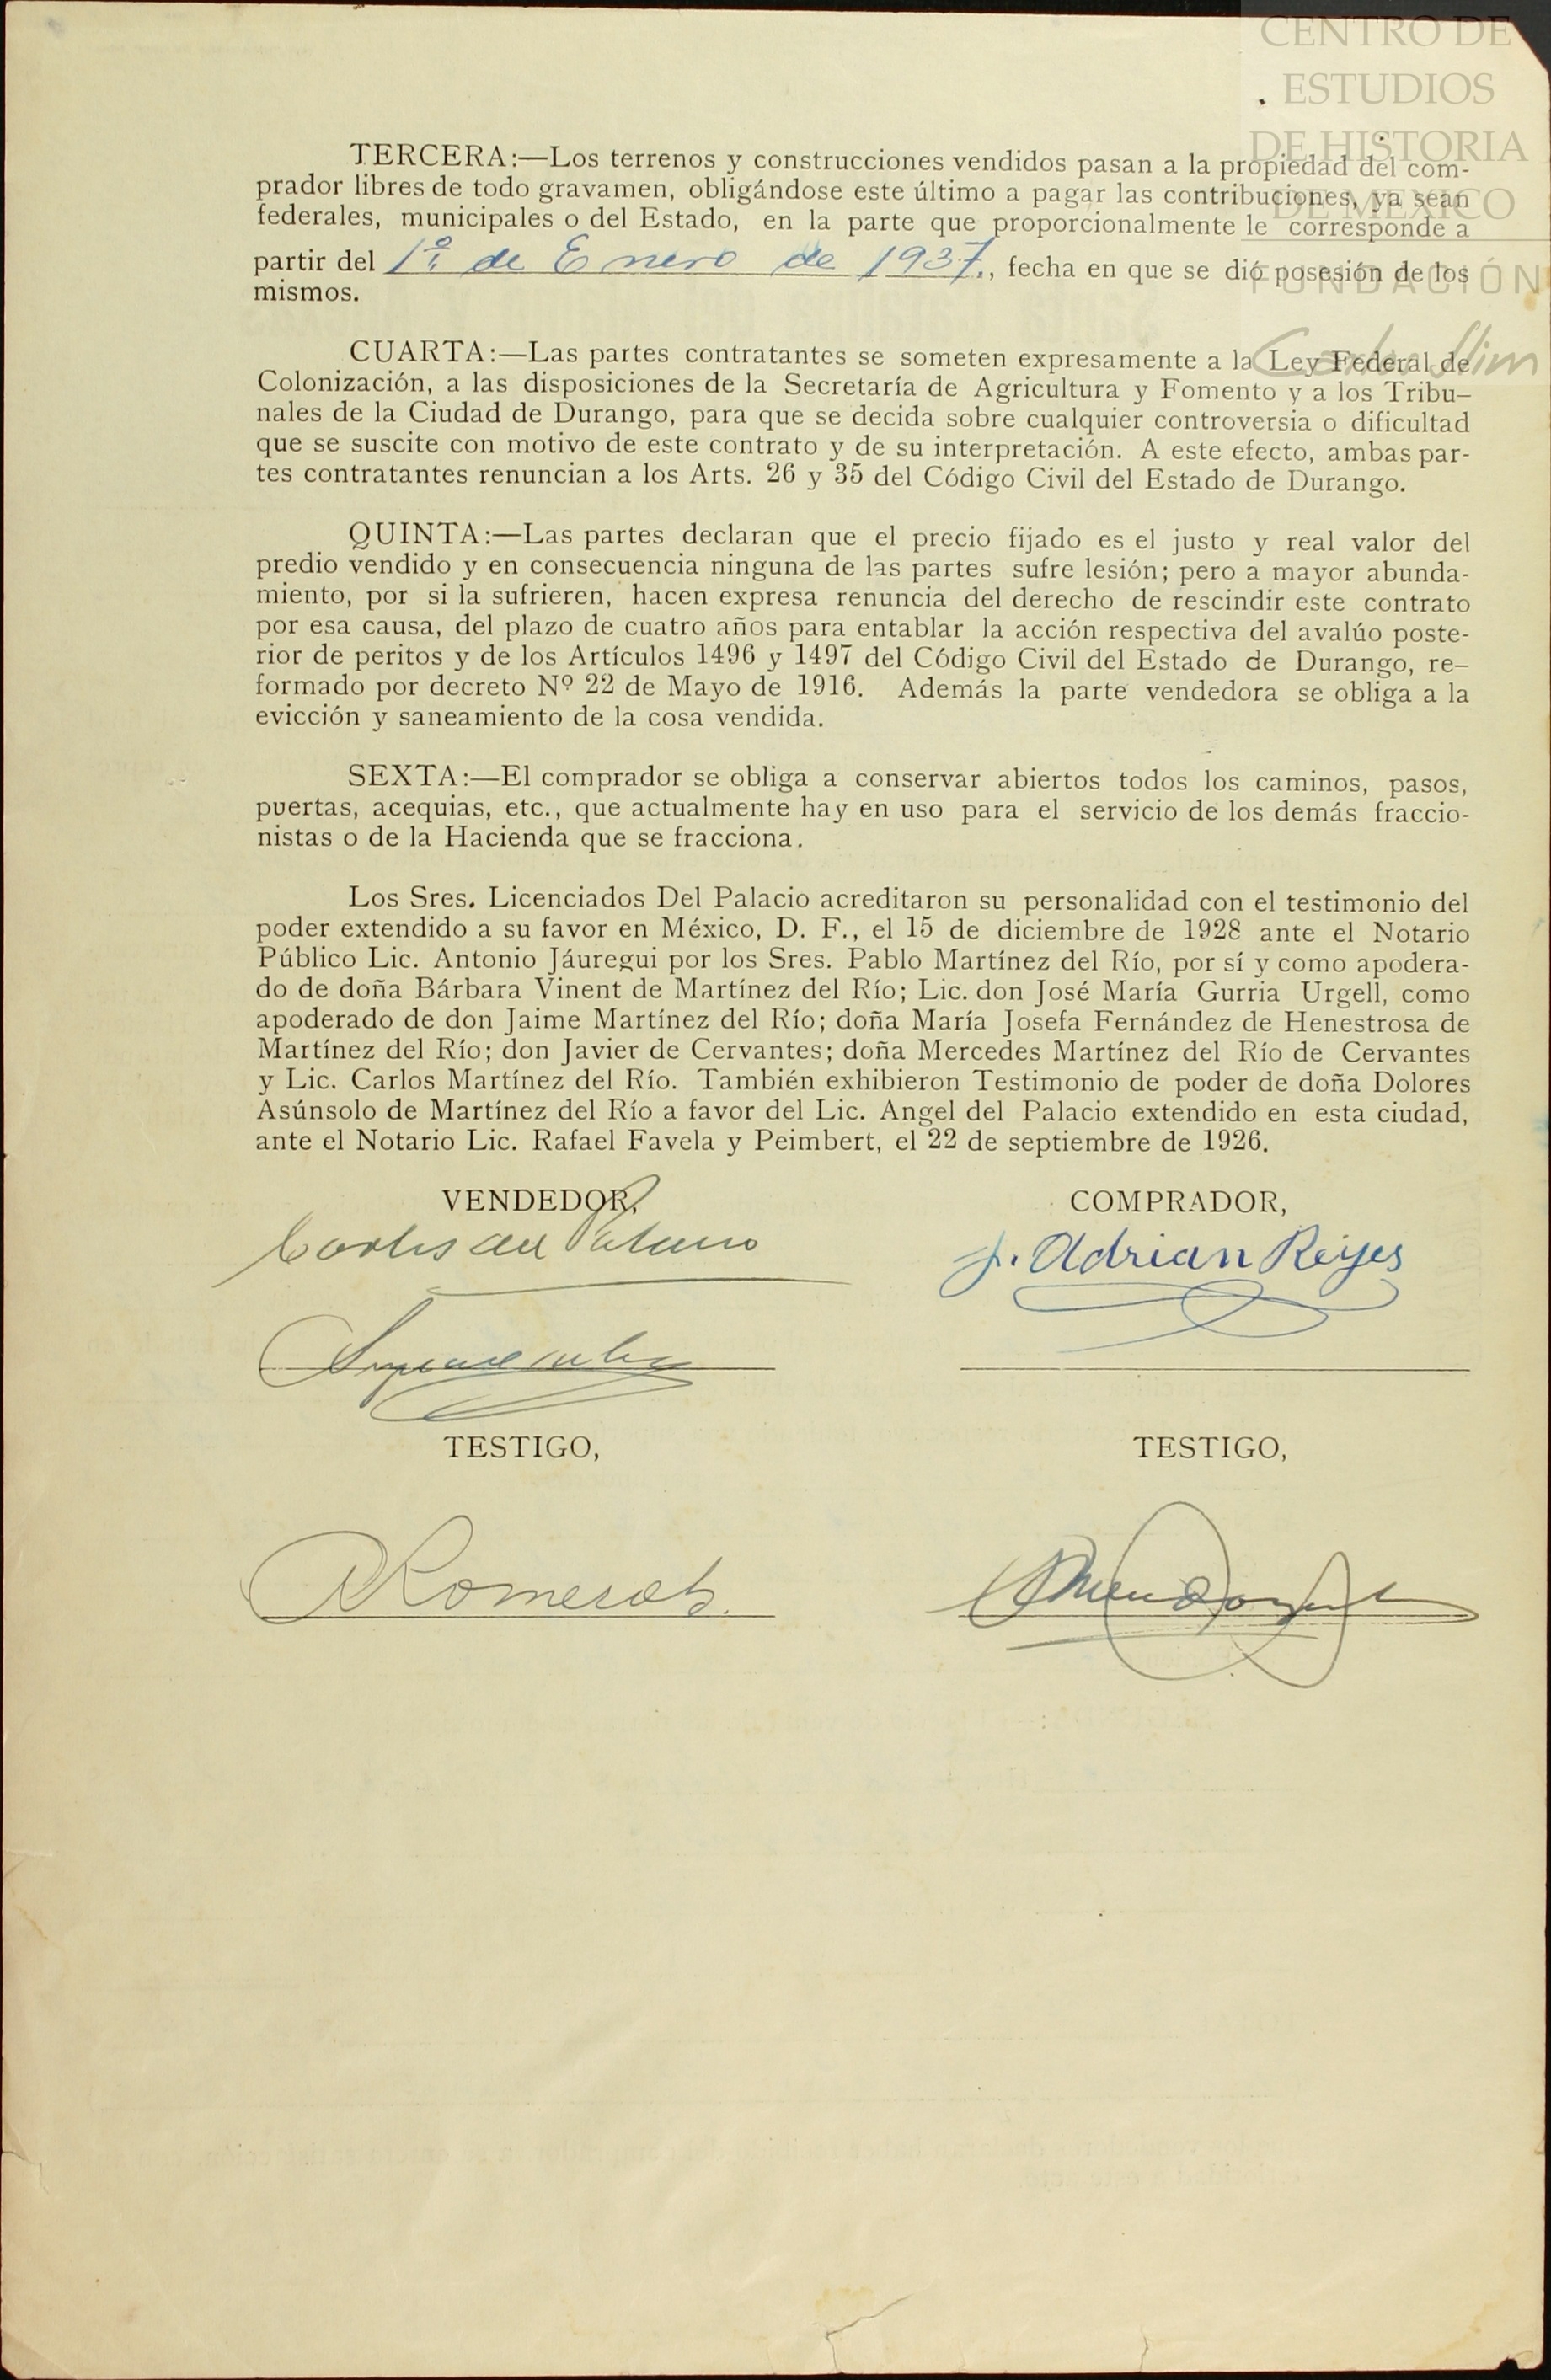 CENTRO DE
ESTUDIOS
DE HISTORIA
DE MÉXICO
FUNDACIÓN
Carlos Slim
TERCERA:—Los terrenos y construcciones vendidos pasan a la propiedad del com-
prador libres de todo gravamen, obligándose este último a pagar las contribuciones, ya sean
federales, municipales o del Estado, en la parte que proporcionalmente le corresponde a
partir del 1º. de Enero de 1937., fecha en que se dió posesión de los
mismos.
CUARTA:—Las partes contratantes se someten expresamente a la Ley Federal de
Colonización, a las disposiciones de la Secretaría de Agricultura y Fomento y a los Tribu—
nales de la Ciudad de Durango, para que se decida sobre cualquier controversia o dificultad
que se suscite con motivo de este contrato y de su interpretación. A este efecto, ambas par-
tes contratantes renuncian a los Arts. 26 y 35 del Código Civil del Estado de Durango.
QUINTA:—Las partes declaran que el precio fijado es el justo y real valor del
predio vendido y en consecuencia ninguna de las partes sufre lesión; pero a mayor abunda-
miento, por si la sufrieren, hacen expresa renuncia del derecho de rescindir este contrato
por esa causa, del plazo de cuatro años para entablar la acción respectiva del avalúo poste-
rior de peritos y de los Artículos 1496 y 1497 del Código Civil del Estado de Durango, re—
formado por decreto Nº 22 de Mayo de 1916. Además la parte vendedora se obliga a la
evicción y saneamiento de la cosa vendida.
SEXTA:—El comprador se obliga a conservar abiertos todos los caminos, pasos,
puertas, acequias, etc., que actualmente hay en uso para el servicio de los demás fraccio-
nistas o de la Hacienda que se fracciona.
Los Sres. Licenciados Del Palacio acreditaron su personalidad con el testimonio del
poder extendido a su favor en México, D. F., el 15 de diciembre de 1928 ante el Notario
Público Lic. Antonio Jáuregui por los Sres. Pablo Martínez del Río, por sí y como apodera-
do de doña Bárbara Vinent de Martínez del Río; Lic. don José María Gurria Urgell, como
apoderado de don Jaime Martínez del Río; doña María Josefa Fernández de Henestrosa de
Martínez del Río; don Javier de Cervantes; doña Mercedes Martínez del Río de Cervantes
y Lic. Carlos Martínez del Río. También exhibieron Testimonio de poder de doña Dolores
Asúnsolo de Martínez del Río a favor del Lic. Angel del Palacio extendido en esta ciudad,
ante el Notario Lic. Rafael Favela y Peimbert, el 22 de septiembre de 1926.
VENDEDOR,
COMPRADOR,
Carlos del Palacio
J. Adrian Reyes
TESTIGO,
TESTIGO,